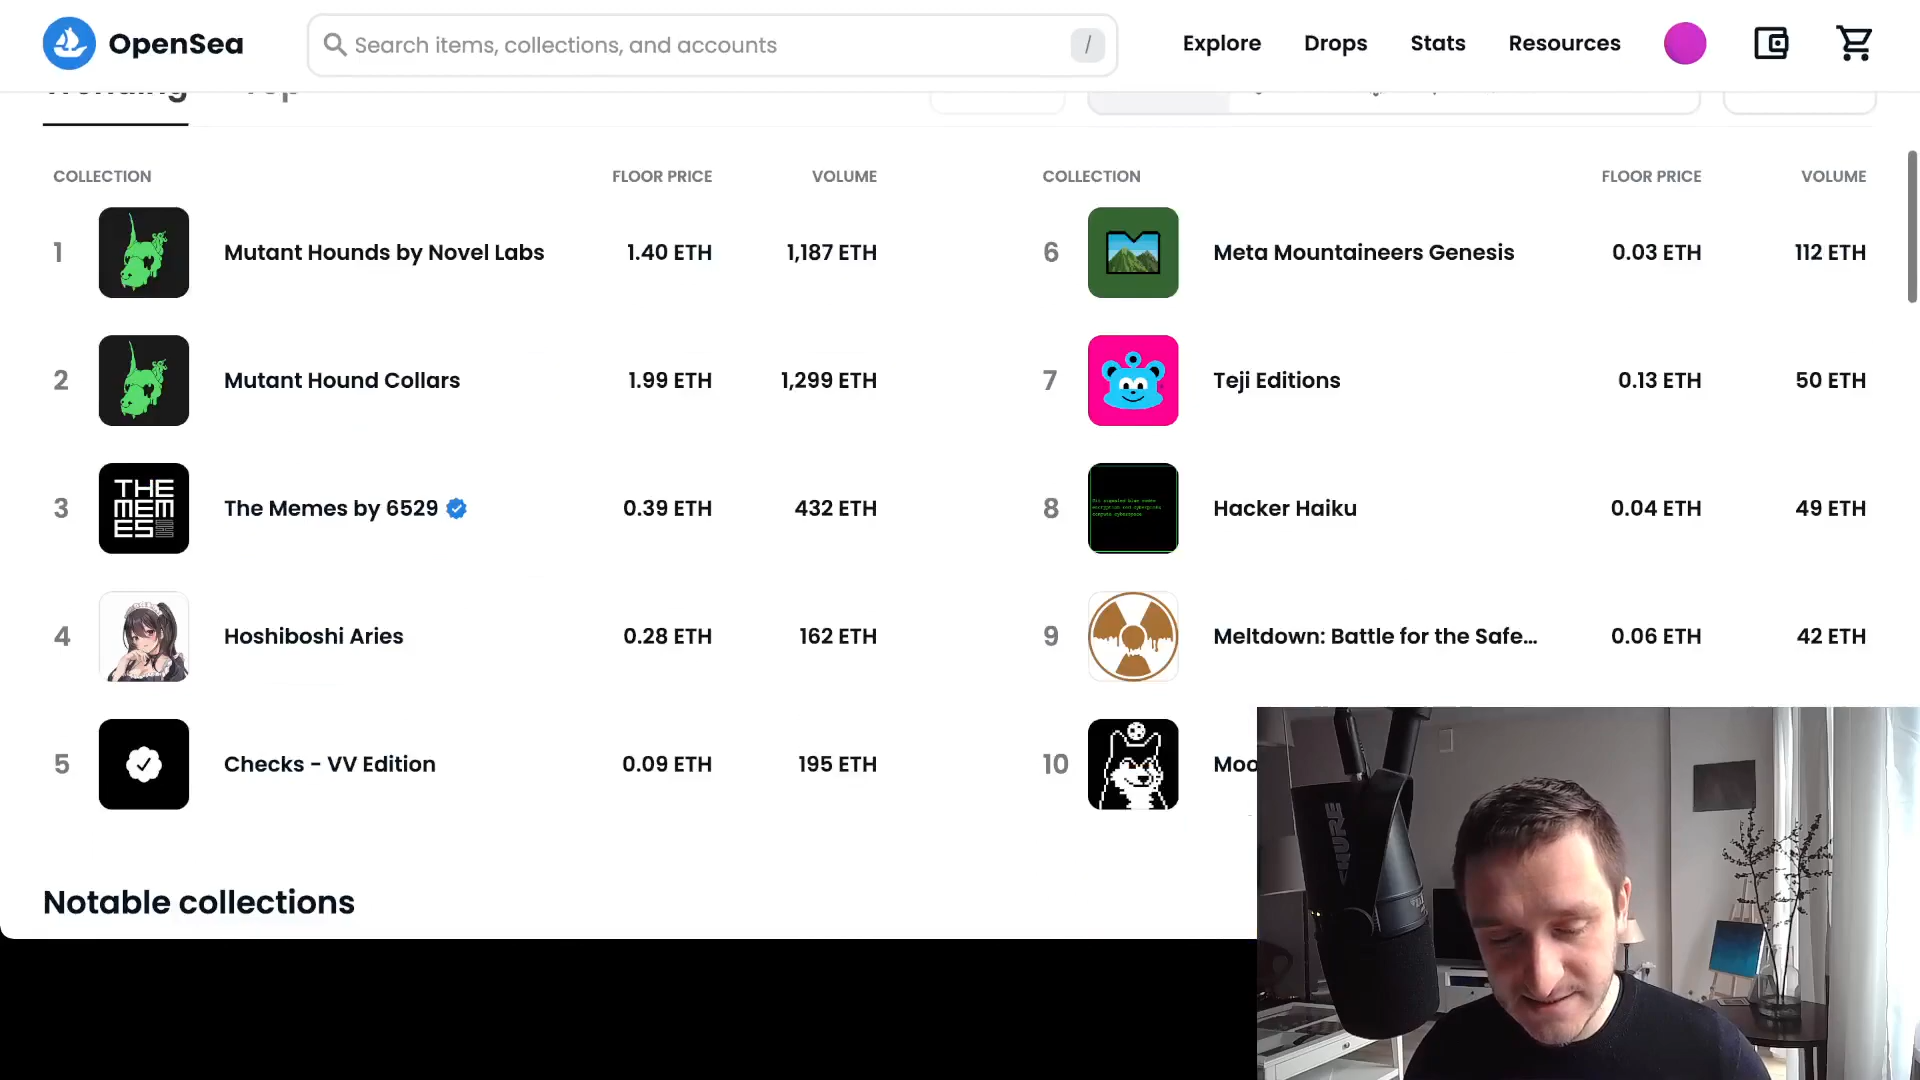 OpenSea
Search items, collections, and accounts
/
Explore
Drops
Stats
Resources
Trending
Top
COLLECTION FLOOR PRICE VOLUME
1 Mutant Hounds by Novel Labs 1.40 ETH 1,187 ETH
2 Mutant Hound Collars 1.99 ETH 1,299 ETH
3 THE MEMES The Memes by 6529 0.39 ETH 432 ETH
4 Hoshiboshi Aries 0.28 ETH 162 ETH
5 Checks - VV Edition 0.09 ETH 195 ETH
COLLECTION FLOOR PRICE VOLUME
6 Meta Mountaineers Genesis 0.03 ETH 112 ETH
7 Teji Editions 0.13 ETH 50 ETH
8 Hacker Haiku 0.04 ETH 49 ETH
9 Meltdown: Battle for the Safe... 0.06 ETH 42 ETH
10 Moo
Notable collections
SHURE